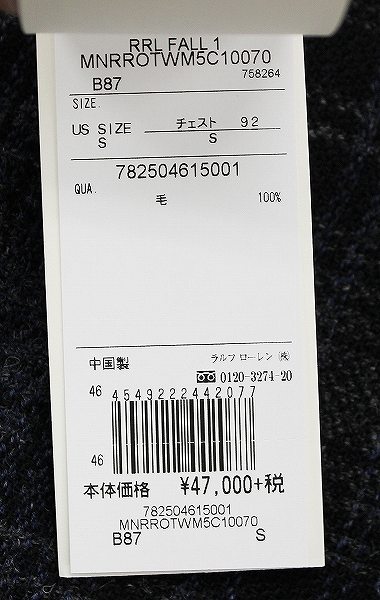 RRL FALL 1
MNRROTWM5C10070
758264
B87
SIZE.
US SIZE チェスト 92
S S
782504615001
QUA.
毛 100%
中国製 ラルフ ローレン ㈱
0120-3274-20
46 4549222442077
46
本体価格 ¥47,000+税
782504615001
MNRROTWM5C10070
B87 S